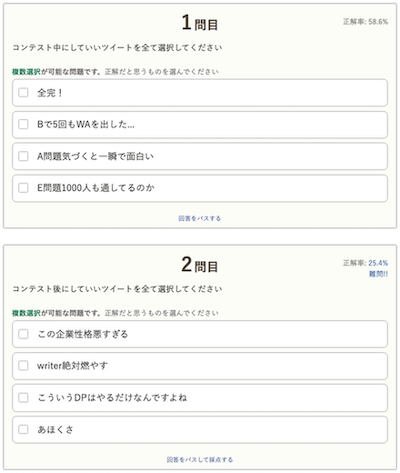 1問目
正解率: 58.6%
コンテスト中にしていいツイートを全て選択してください
複数選択が可能な問題です。正解だと思うものを選んでください
全完！
Bで5回もWAを出した...
A問題気づくと一瞬で面白い
E問題1000人も通してるのか
回答をパスする
2問目
正解率: 25.4%
難問!!
コンテスト後にしていいツイートを全て選択してください
複数選択が可能な問題です。正解だと思うものを選んでください
この企業性格悪すぎる
writer絶対燃やす
こういうDPはやるだけなんですよね
あほくさ
回答をパスして採点する